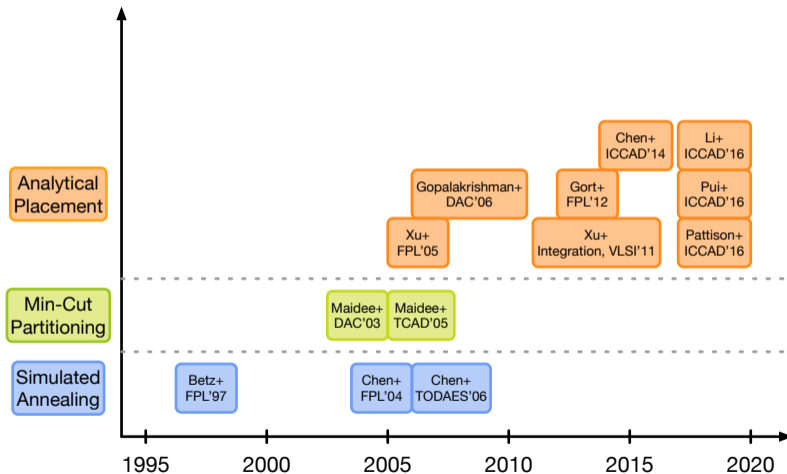 Chen+
ICCAD'14
Li+
ICCAD'16
Analytical
Placement
Gopalakrishman+
DAC'06
Gort+
FPL'12
Pui+
ICCAD'16
Xu+
FPL'05
Xu+
Integration, VLSI'11
Pattison+
ICCAD'16
Min-Cut
Partitioning
Maidee+
DAC'03
Maidee+
TCAD'05
Simulated
Annealing
Betz+
FPL'97
Chen+
FPL'04
Chen+
TODAES'06
1995 2000 2005 2010 2015 2020